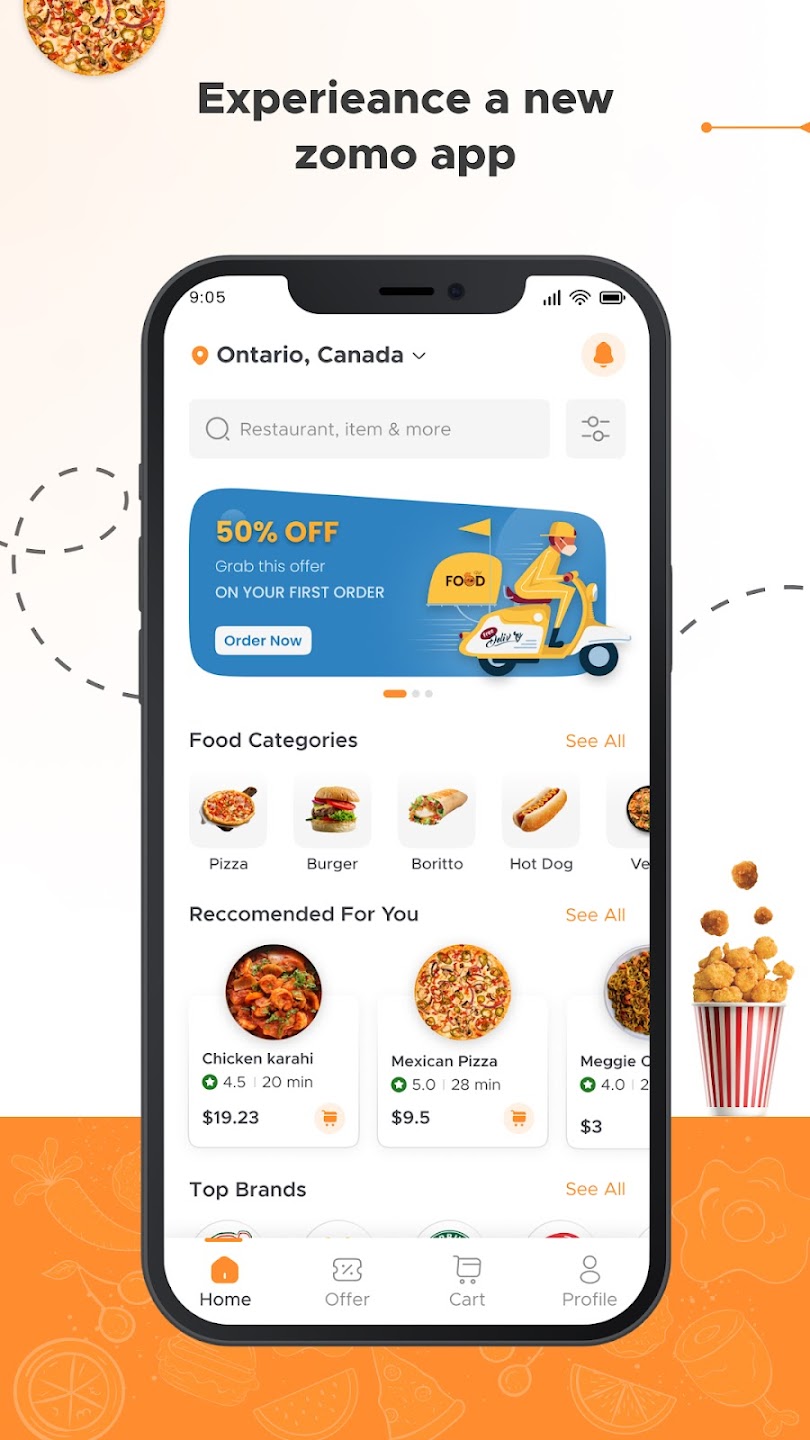 Experieance a new
zomo app
9:05
Ontario, Canada
Restaurant, item & more
50% OFF
Grab this offer
ON YOUR FIRST ORDER
Order Now
FOOD
Free
Delivery
Food Categories
See All
Pizza
Burger
Boritto
Hot Dog
Ve
Reccomended For You
See All
Chicken karahi
4.5 | 20 min
$19.23
Mexican Pizza
5.0 | 28 min
$9.5
Meggie C
4.0 | 2
$3
Top Brands
See All
Home
Offer
Cart
Profile